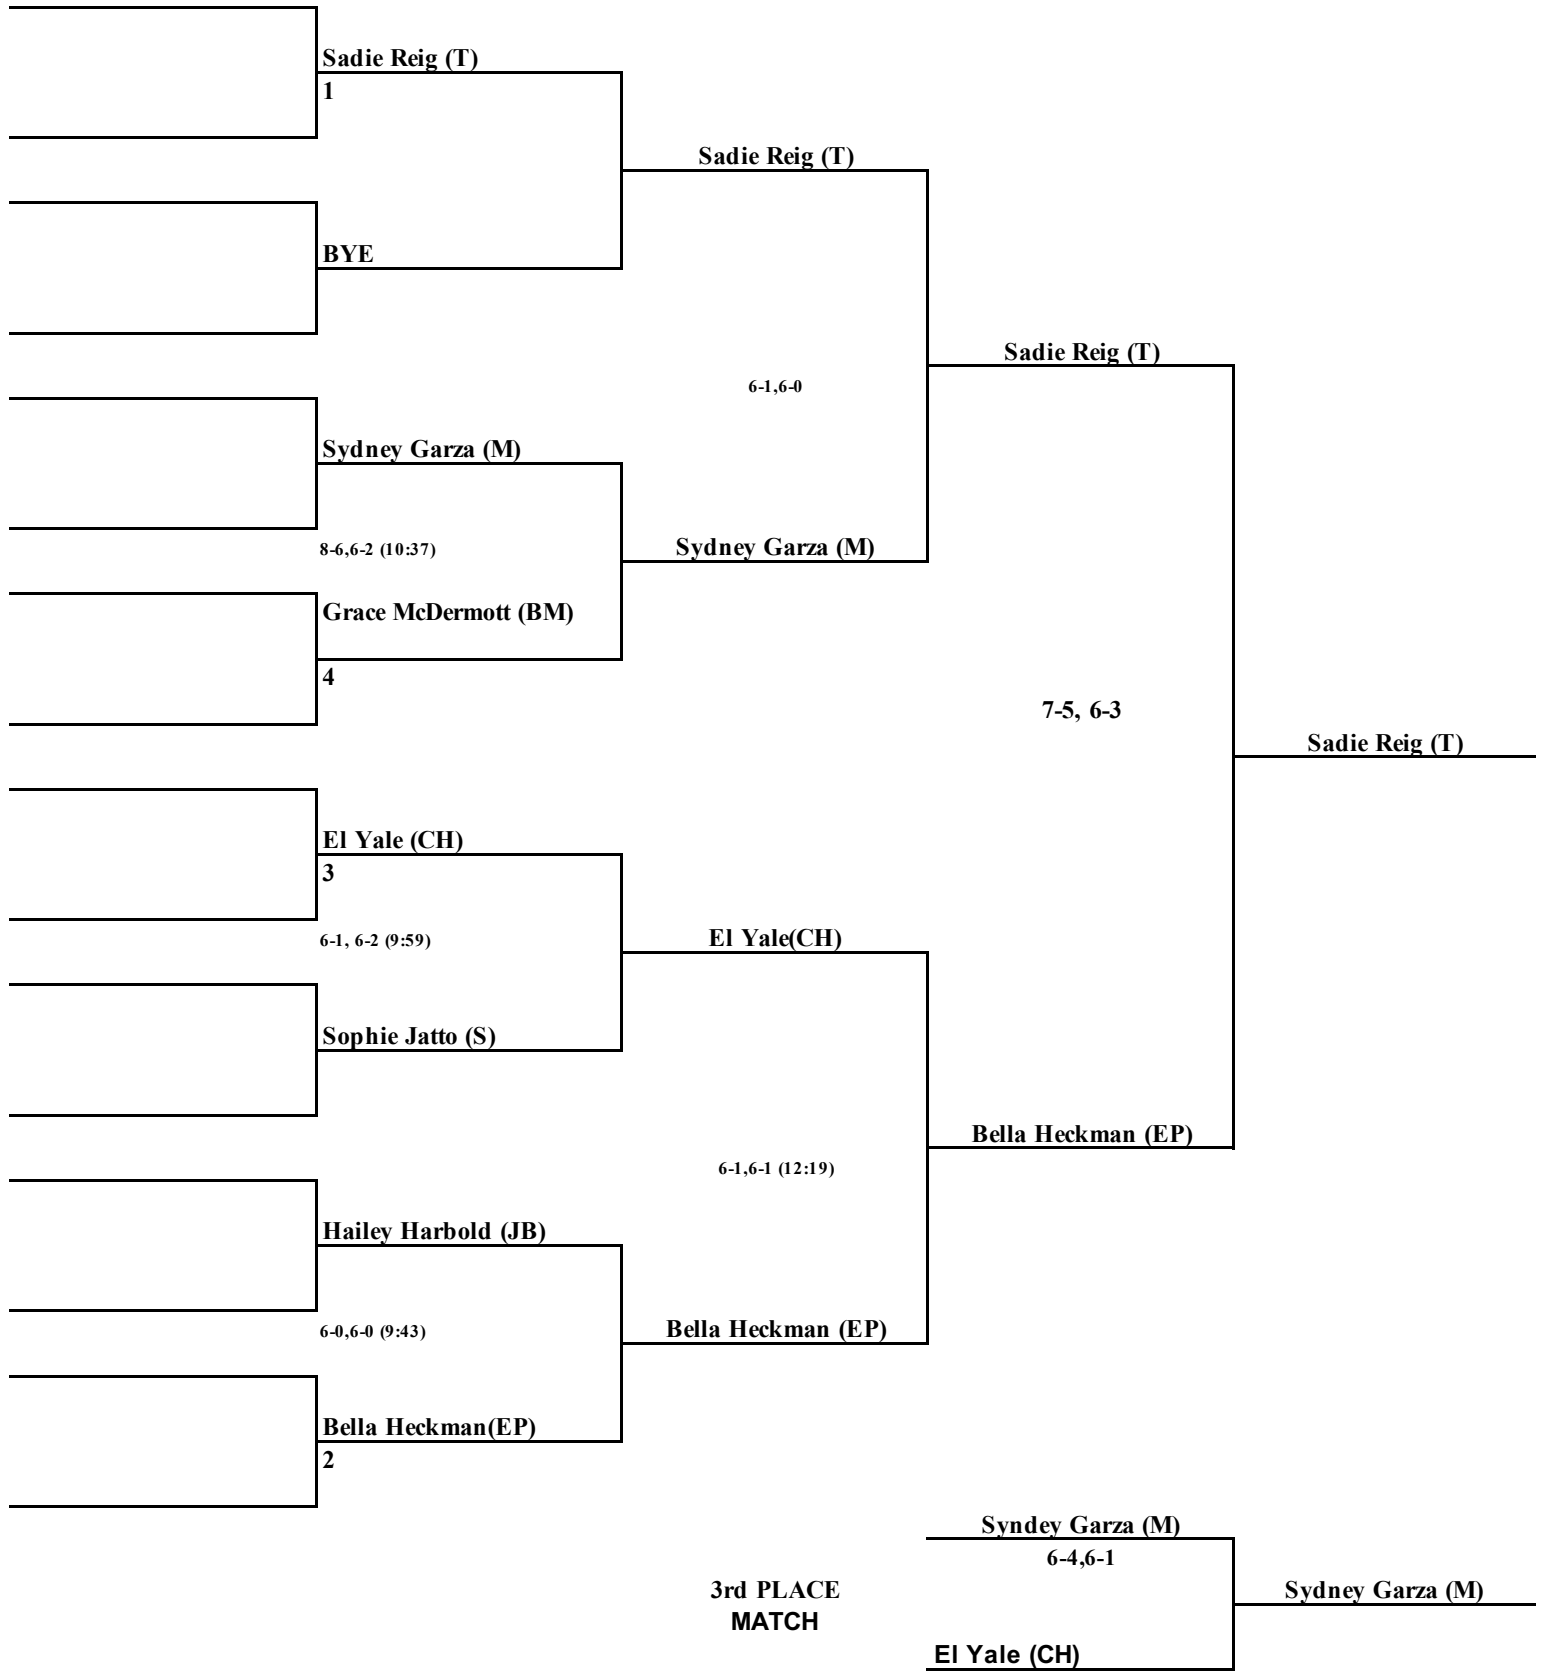 Sadie Reig (T)
1
Sadie Reig (T)
BYE
Sadie Reig (T)
6-1,6-0
Sydney Garza (M)
8-6,6-2 (10:37)
Sydney Garza (M)
Grace McDermott (BM)
4
7-5, 6-3
Sadie Reig (T)
El Yale (CH)
3
6-1, 6-2 (9:59)
El Yale(CH)
Sophie Jatto (S)
Bella Heckman (EP)
6-1,6-1 (12:19)
Hailey Harbold (JB)
6-0,6-0 (9:43)
Bella Heckman (EP)
Bella Heckman(EP)
2
Syndey Garza (M)
6-4,6-1
3rd PLACE
MATCH
Sydney Garza (M)
El Yale (CH)